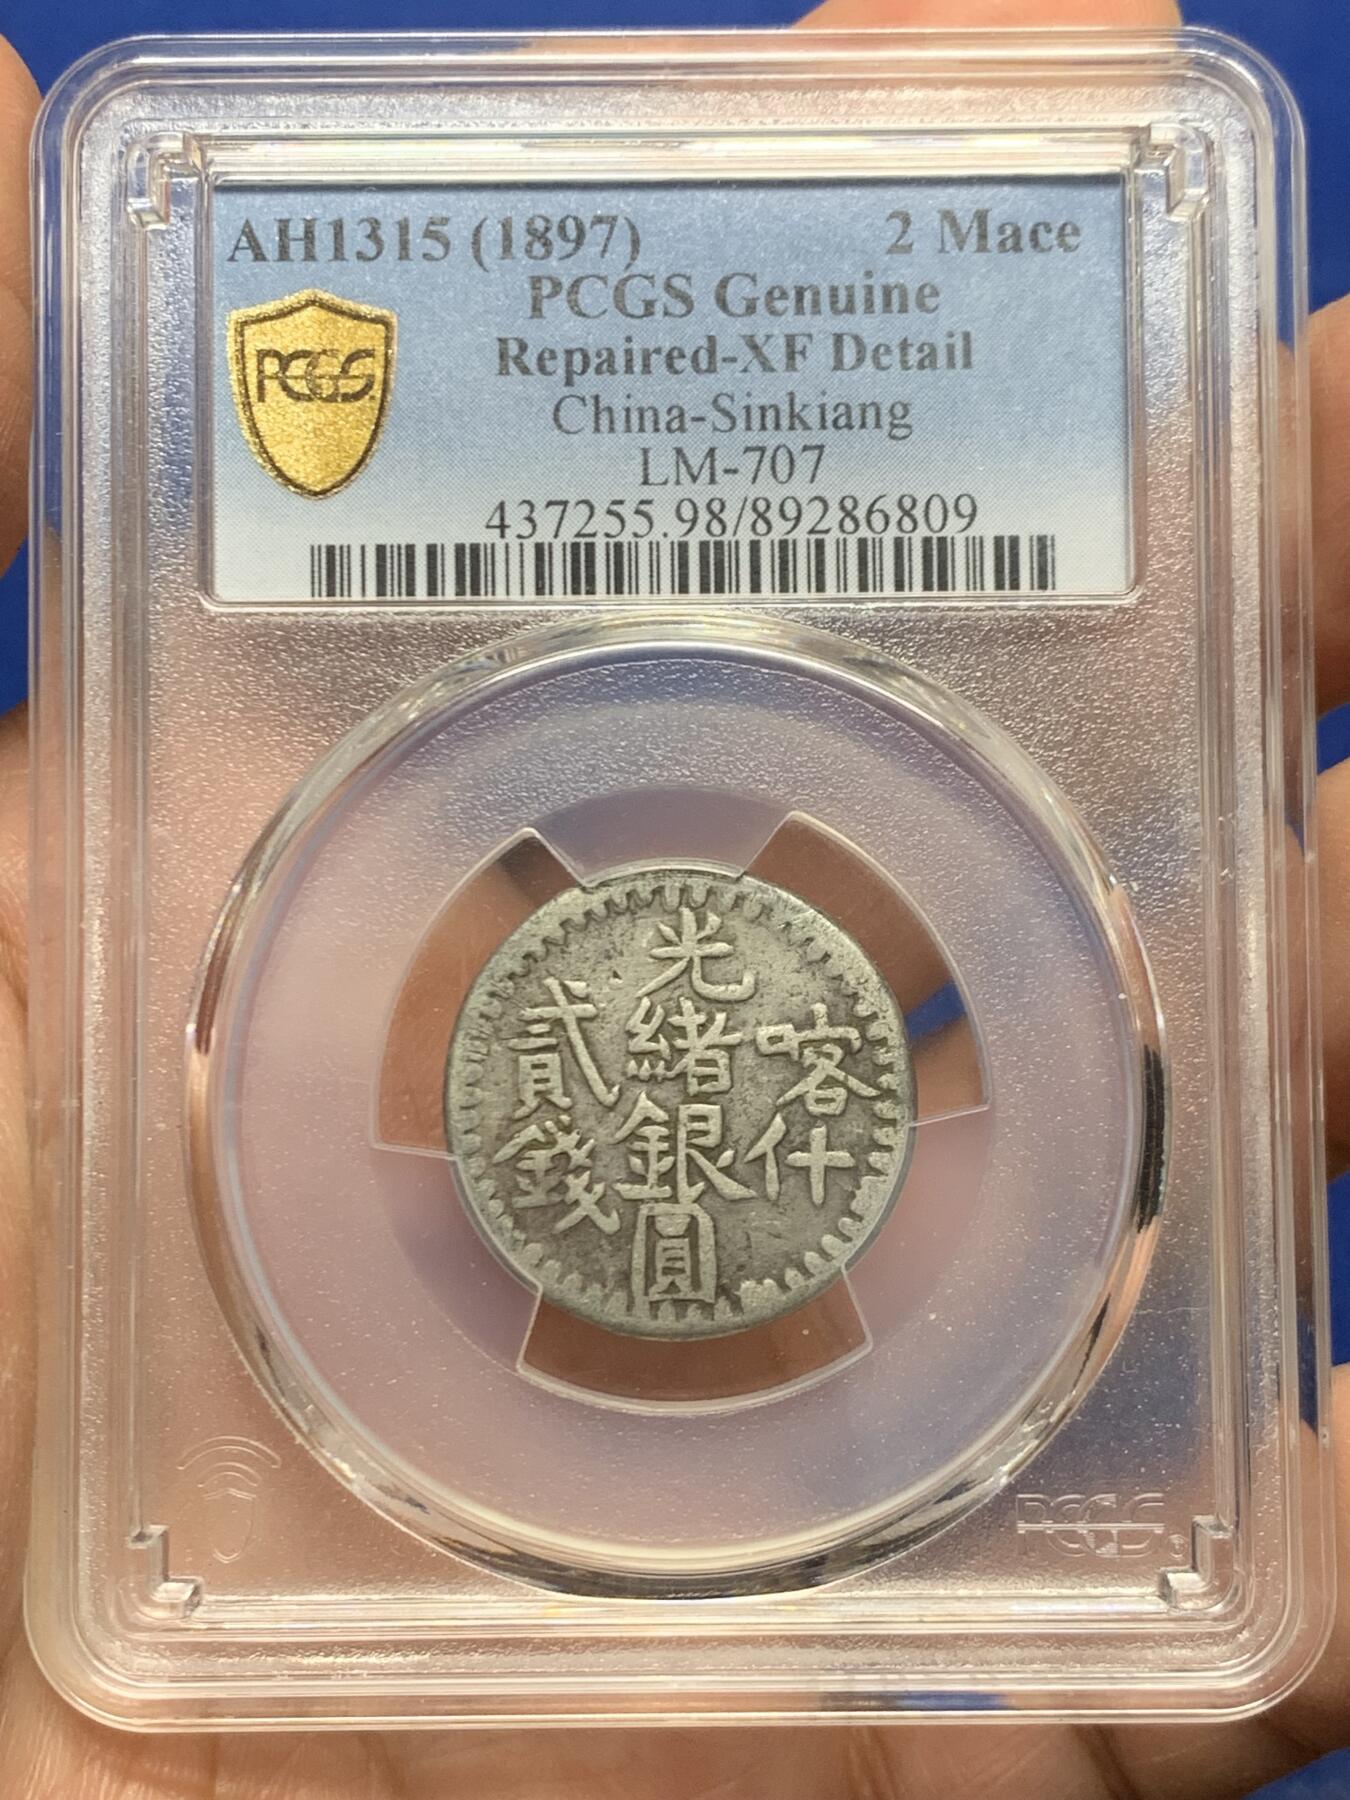 AH1315 (1897) 2 Mace
PCGS Genuine
Repaired-XF Detail
China-Sinkiang
LM-707
437255.98/89286809
PCGS
喀什
光緒銀圓
貳錢
PCGS